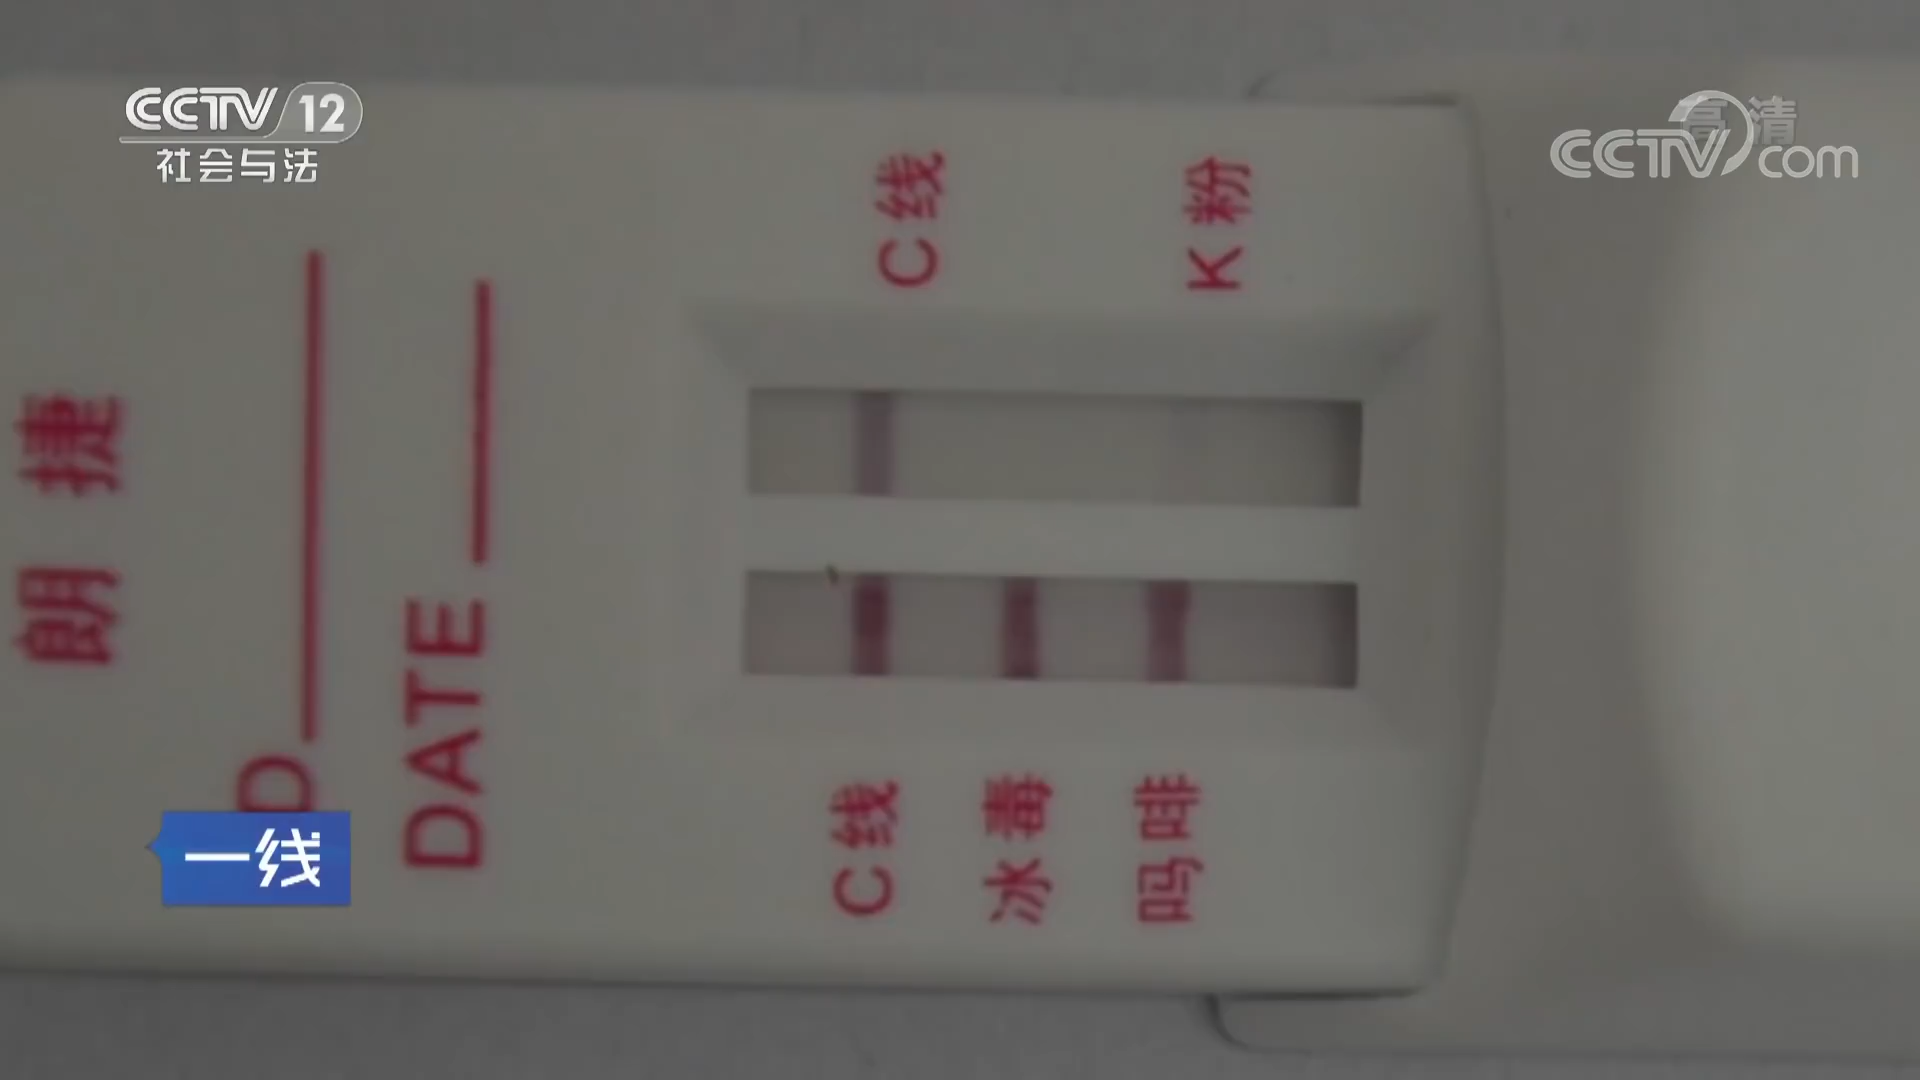 CCTV 12
社会与法
高清
CCTV com
C线
K粉
朗捷
D
DATE
C线
冰毒
吗啡
一线